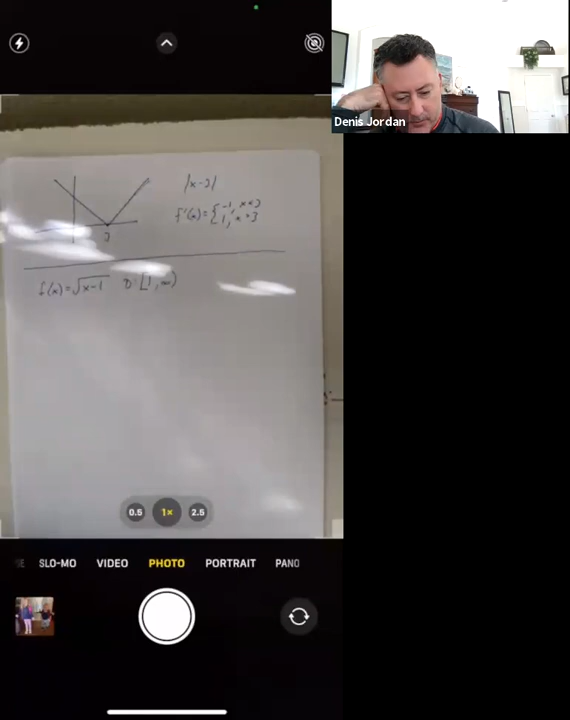 Denis Jordan
|x-3|
f'(x)={-1, x<3
1, x>3
3
f(x)=√x-1 D:[1,∞)
0.5 1× 2.5
SLO-MO VIDEO PHOTO PORTRAIT PANO